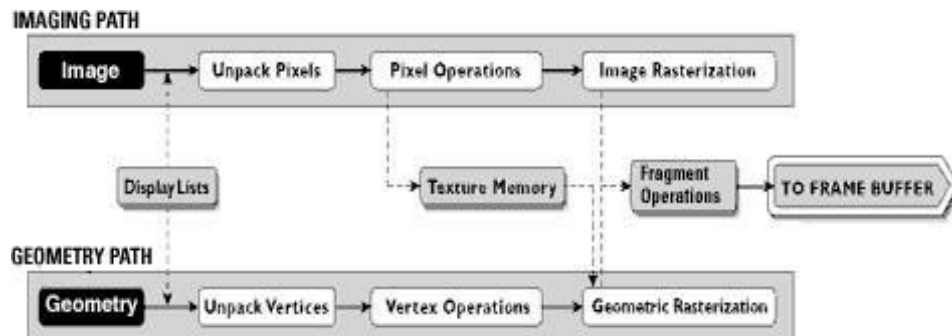 IMAGING PATH
Image
Unpack Pixels
Pixel Operations
Image Rasterization
Display Lists
Texture Memory
Fragment
Operations
TO FRAME BUFFER
GEOMETRY PATH
Geometry
Unpack Vertices
Vertex Operations
Geometric Rasterization